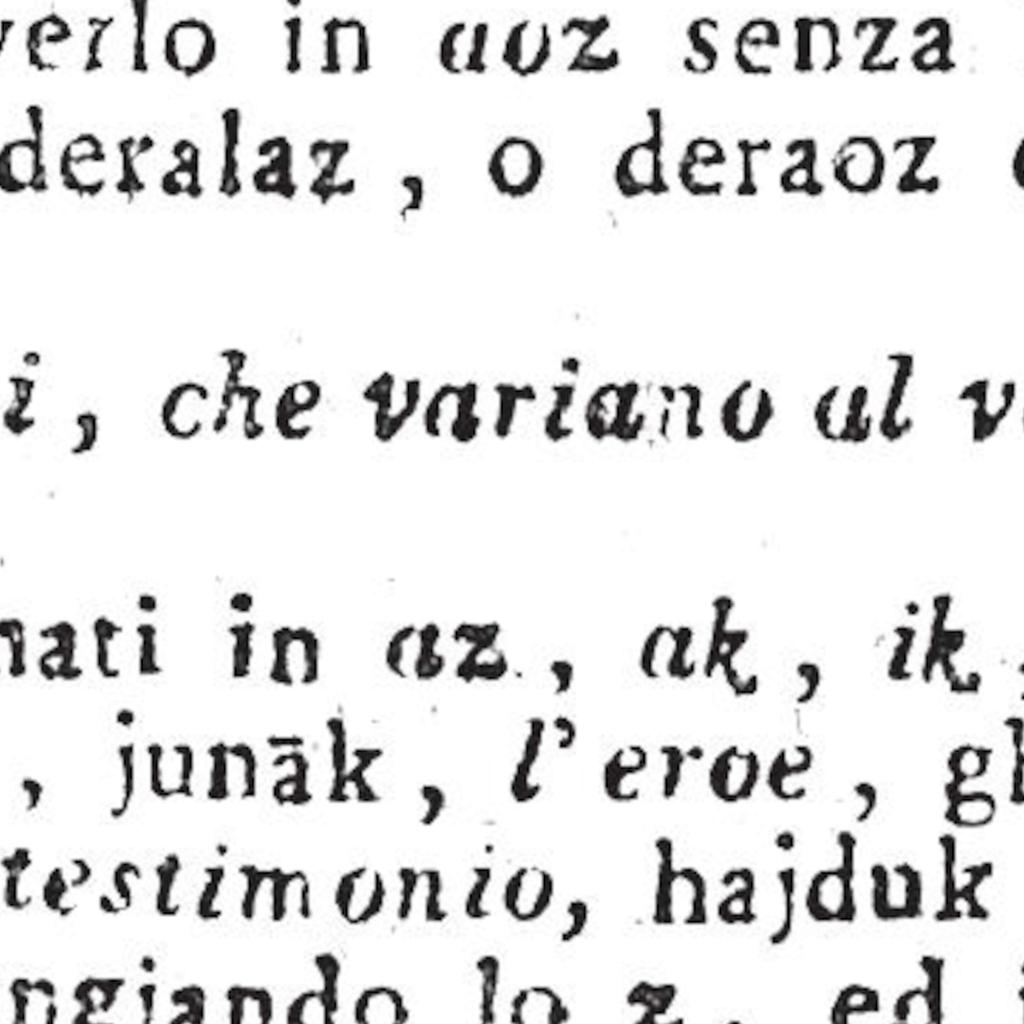 verlo in aoz senza
deralaz, o deraoz
i, che variano al v
nati in az, ak, ik,
, junāk, l'eroe, gl
testimonio, hajduk
ngiando lo z, ed i